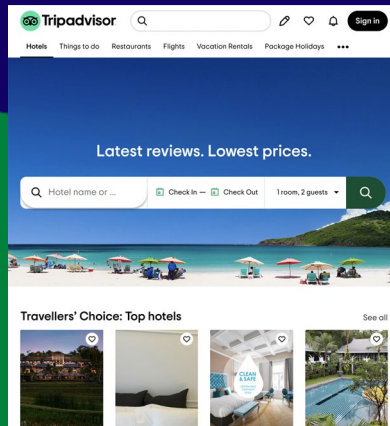 Tripadvisor
Sign in
Hotels Things to do Restaurants Flights Vacation Rentals Package Holidays •••
Latest reviews. Lowest prices.
Hotel name or ... Check In — Check Out 1 room, 2 guests
Travellers' Choice: Top hotels See all
CLEAN
& SAFE